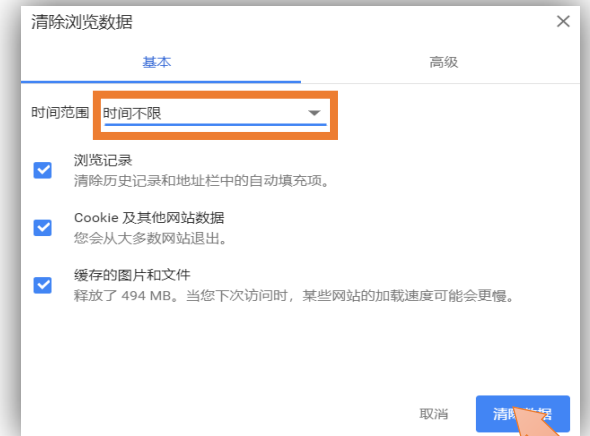 清除浏览数据
基本 高级
时间范围 时间不限
浏览记录
清除历史记录和地址栏中的自动填充项。
Cookie 及其他网站数据
您会从大多数网站退出。
缓存的图片和文件
释放了 494 MB。当您下次访问时，某些网站的加载速度可能会更慢。
取消 清除数据